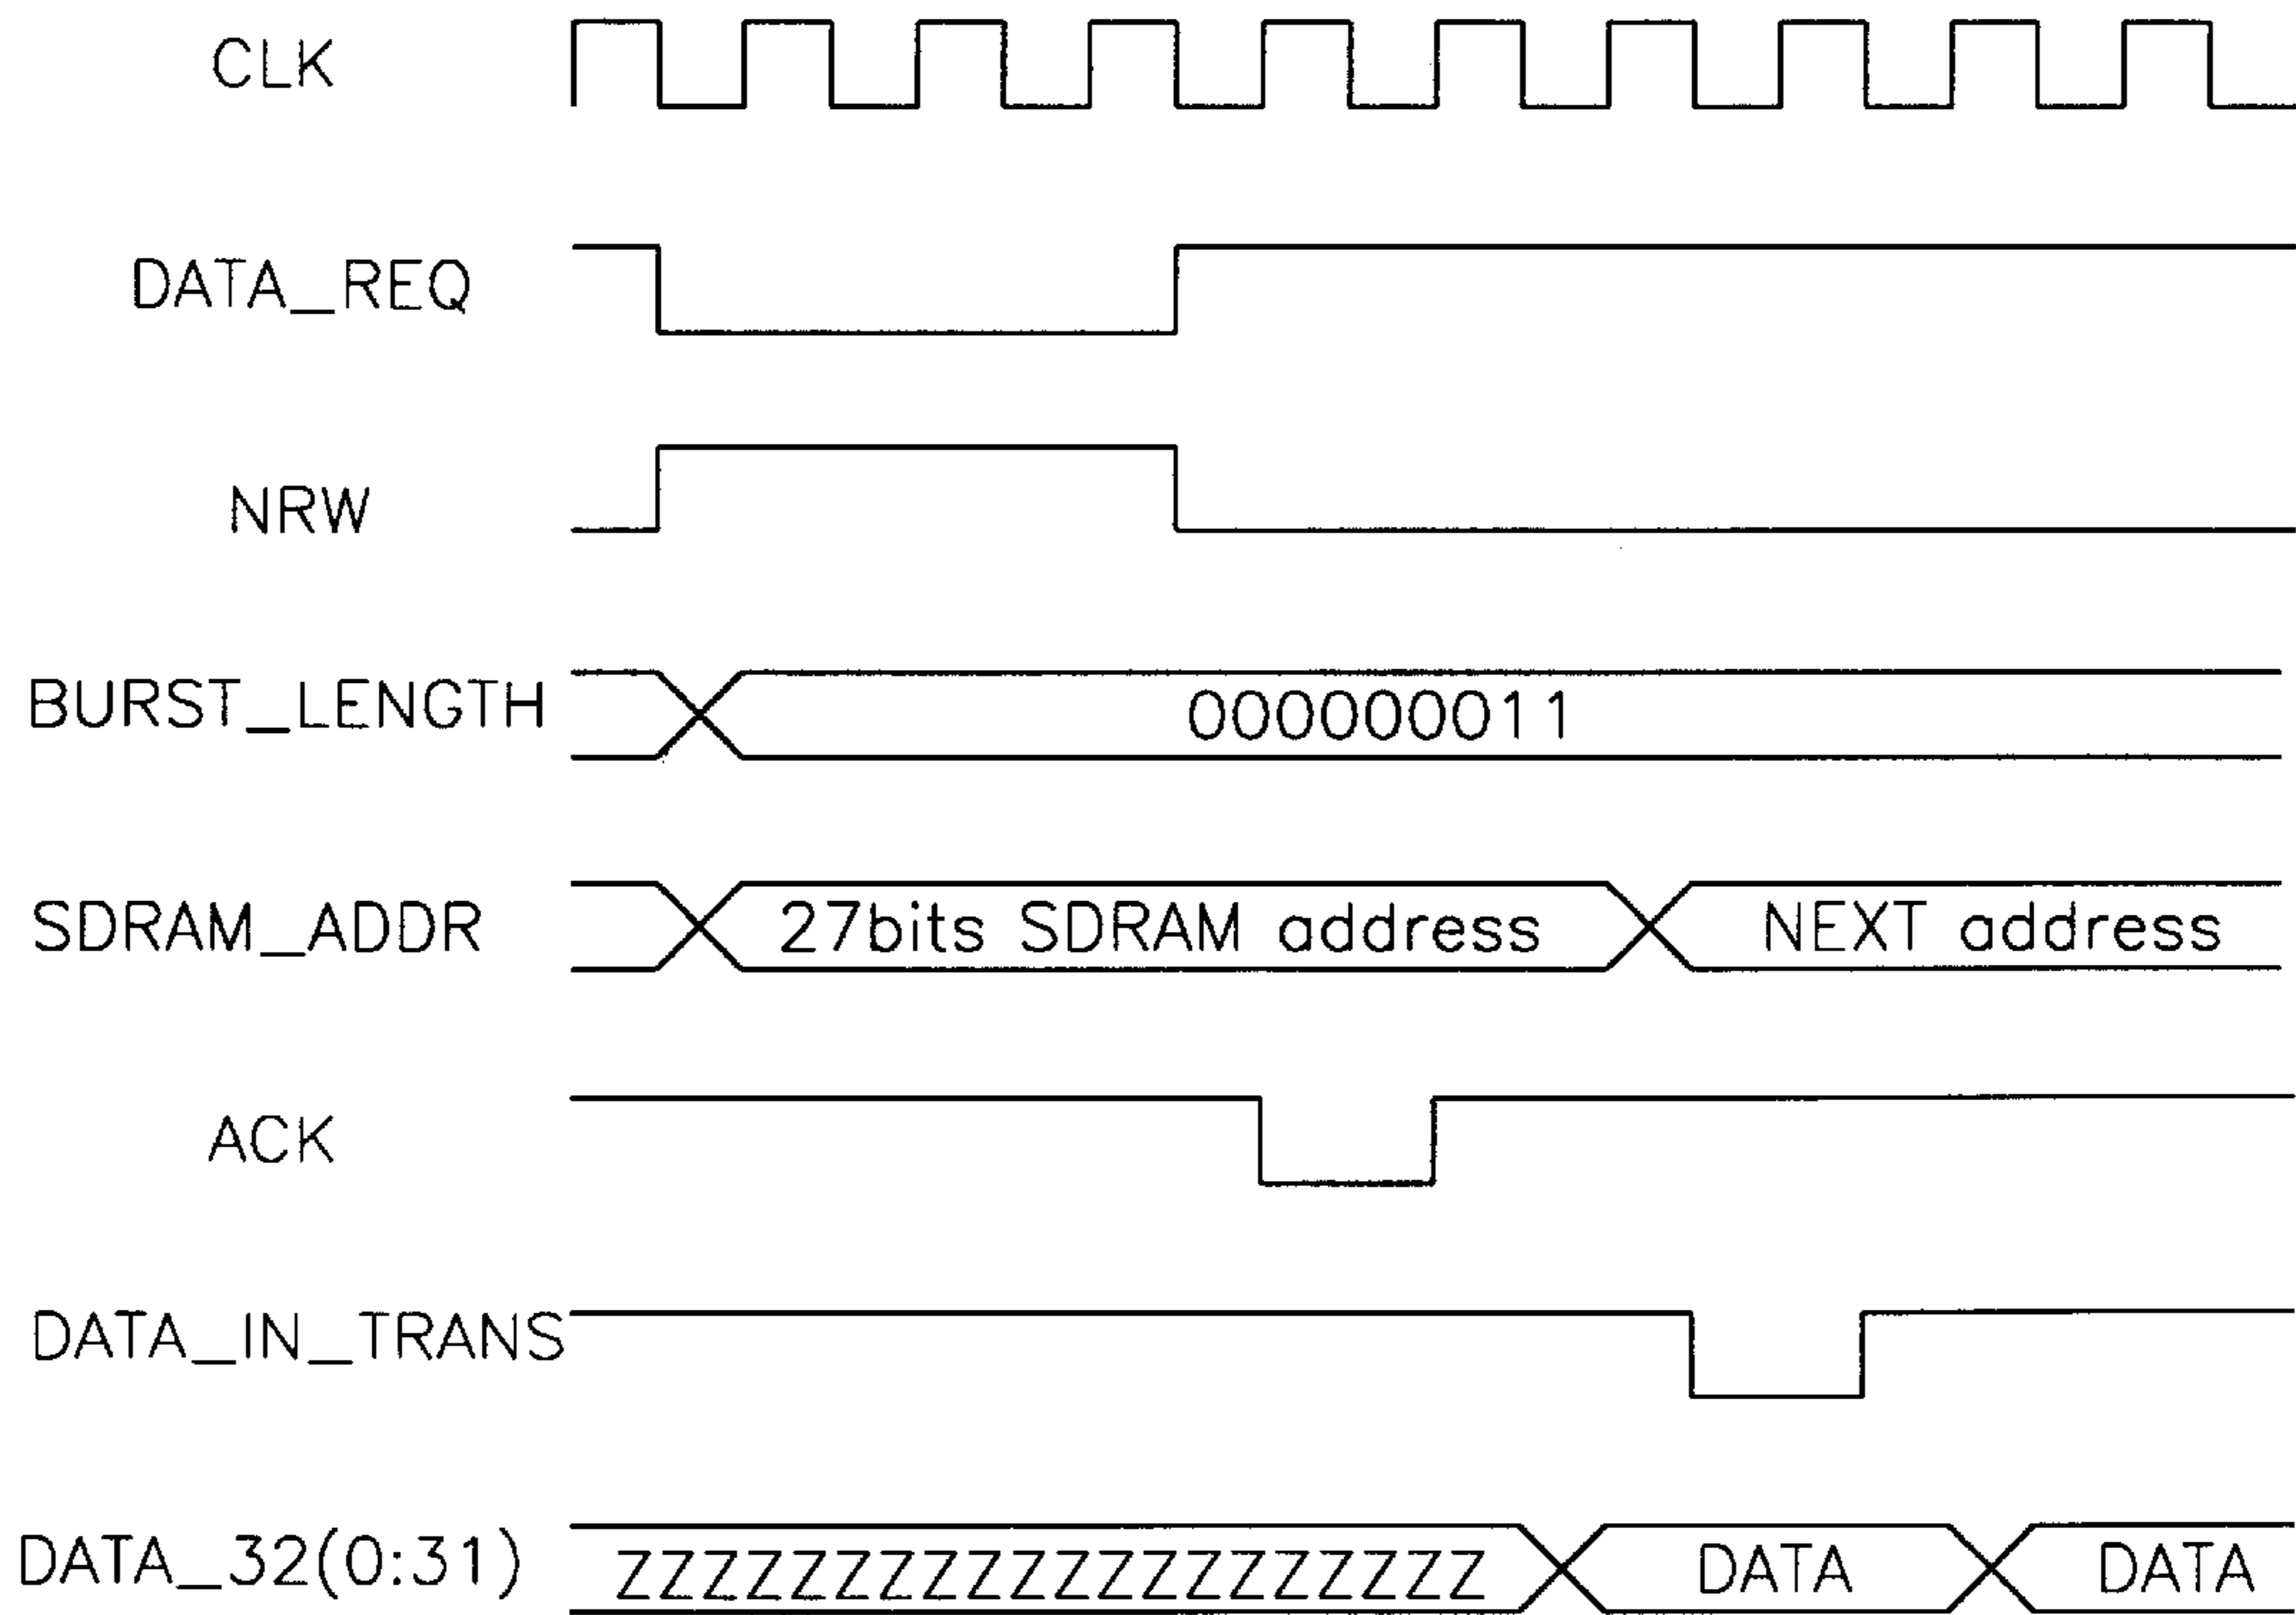 CLK
DATA_REQ
NRW
BURST_LENGTH 000000011
SDRAM_ADDR 27bits SDRAM address NEXT address
ACK
DATA_IN_TRANS
DATA_32(0:31) ZZZZZZZZZZZZZZZZZZZZ DATA DATA